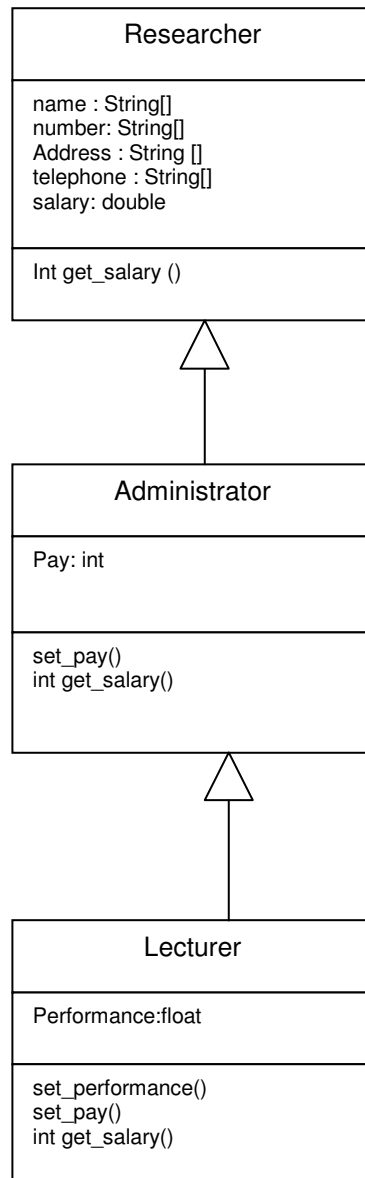 Researcher
name : String[]
number: String[]
Address : String []
telephone : String[]
salary: double
Int get_salary ()
Administrator
Pay: int
set_pay()
int get_salary()
Lecturer
Performance:float
set_performance()
set_pay()
int get_salary()